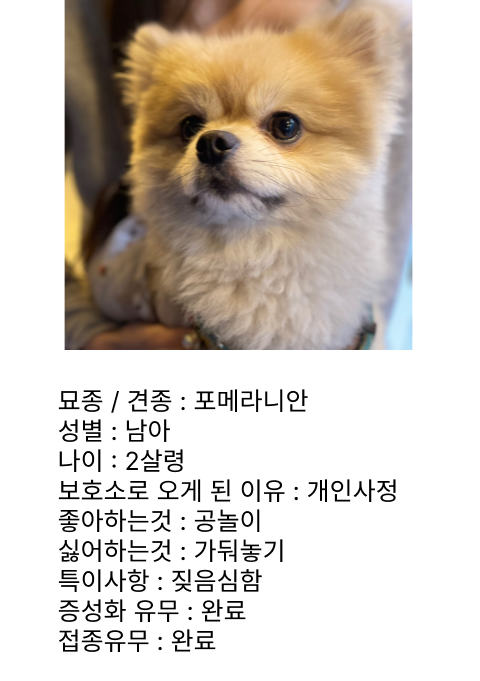 묘종 / 견종 : 포메라니안
성별 : 남아
나이 : 2살령
보호소로 오게 된 이유 : 개인사정
좋아하는것 : 공놀이
싫어하는것 : 가둬놓기
특이사항 : 짖음심함
증성화 유무 : 완료
접종유무 : 완료